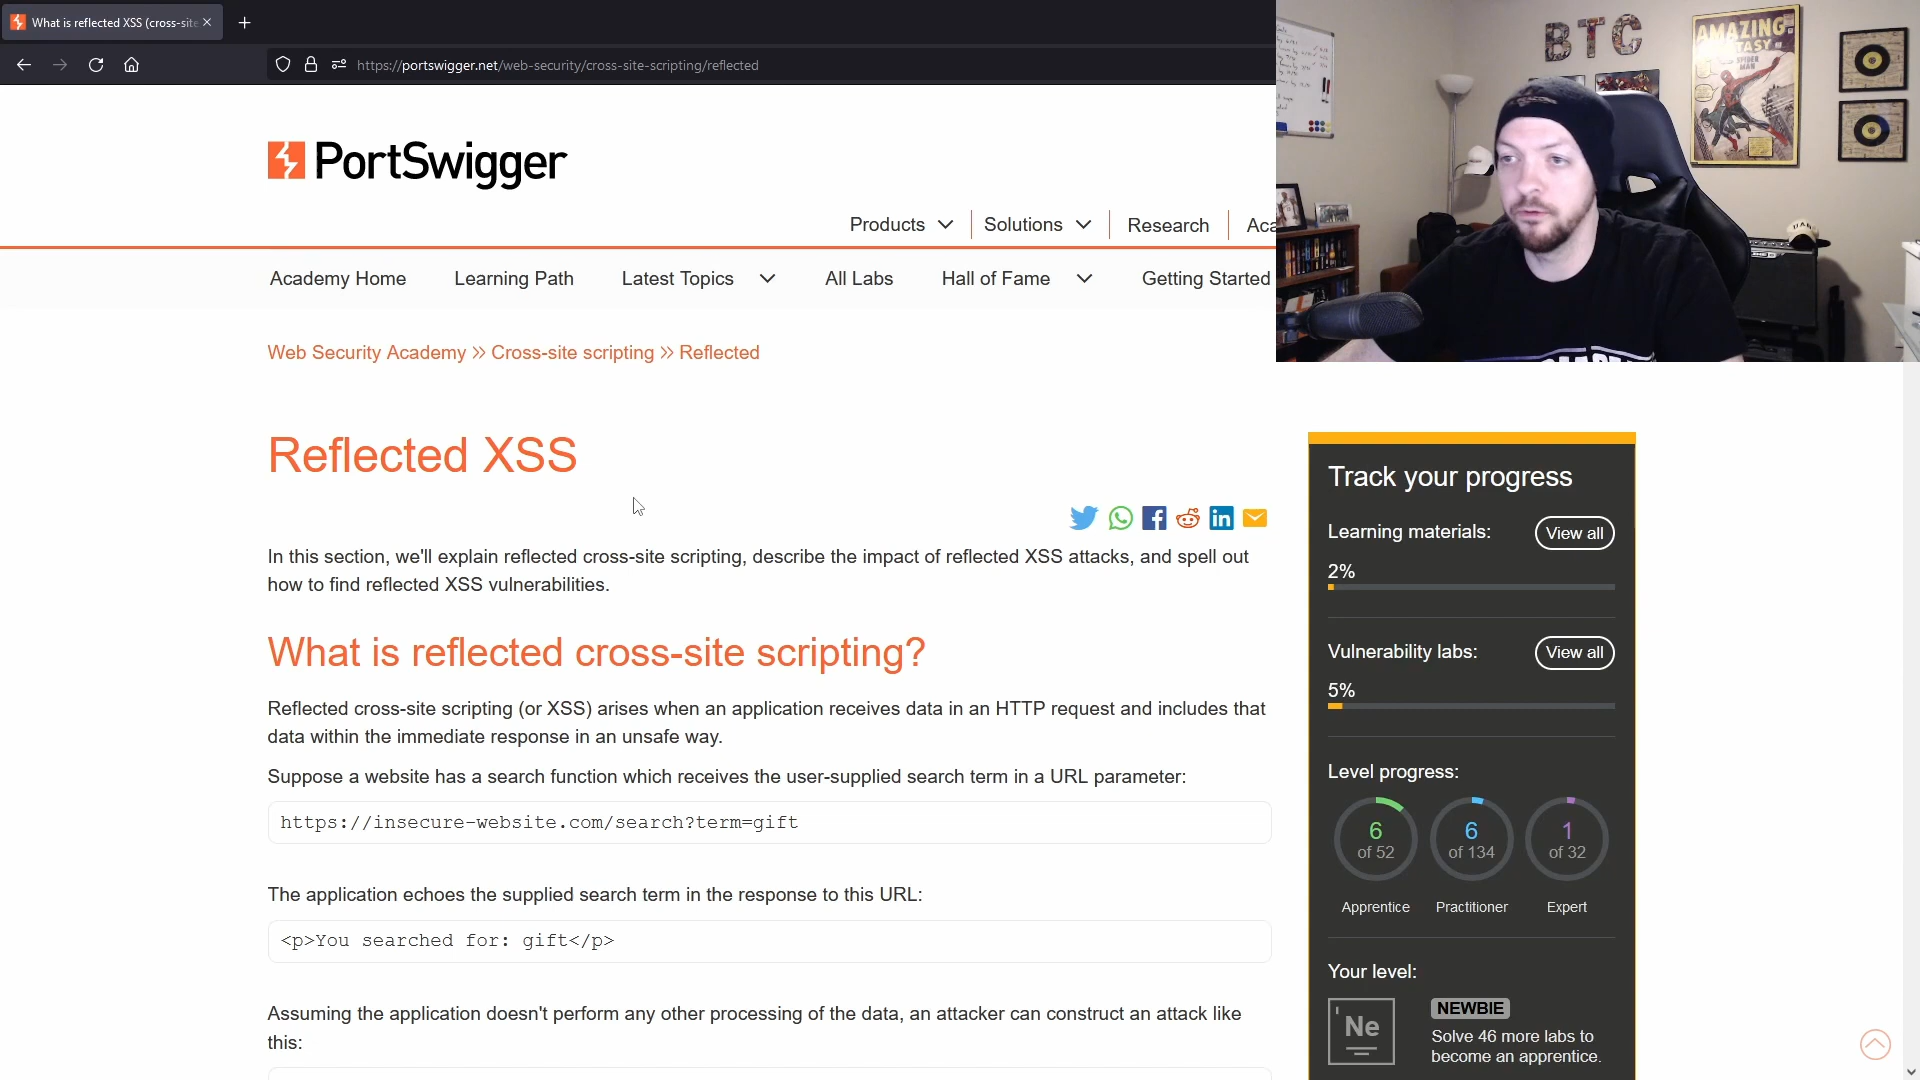 What is reflected XSS (cross-site
https://portswigger.net/web-security/cross-site-scripting/reflected
BTC
AMAZING
PortSwigger
Products
Solutions
Research
Aca
Academy Home
Learning Path
Latest Topics
All Labs
Hall of Fame
Getting Started
Web Security Academy >> Cross-site scripting >> Reflected
Reflected XSS
In this section, we'll explain reflected cross-site scripting, describe the impact of reflected XSS attacks, and spell out
how to find reflected XSS vulnerabilities.
What is reflected cross-site scripting?
Reflected cross-site scripting (or XSS) arises when an application receives data in an HTTP request and includes that
data within the immediate response in an unsafe way.
Suppose a website has a search function which receives the user-supplied search term in a URL parameter:
https://insecure-website.com/search?term=gift
The application echoes the supplied search term in the response to this URL:
<p>You searched for: gift</p>
Assuming the application doesn't perform any other processing of the data, an attacker can construct an attack like
this:
Track your progress
Learning materials:
View all
2%
Vulnerability labs:
View all
5%
Level progress:
6
of 52
6
of 134
1
of 32
Apprentice
Practitioner
Expert
Your level:
Ne
NEWBIE
Solve 46 more labs to
become an apprentice.